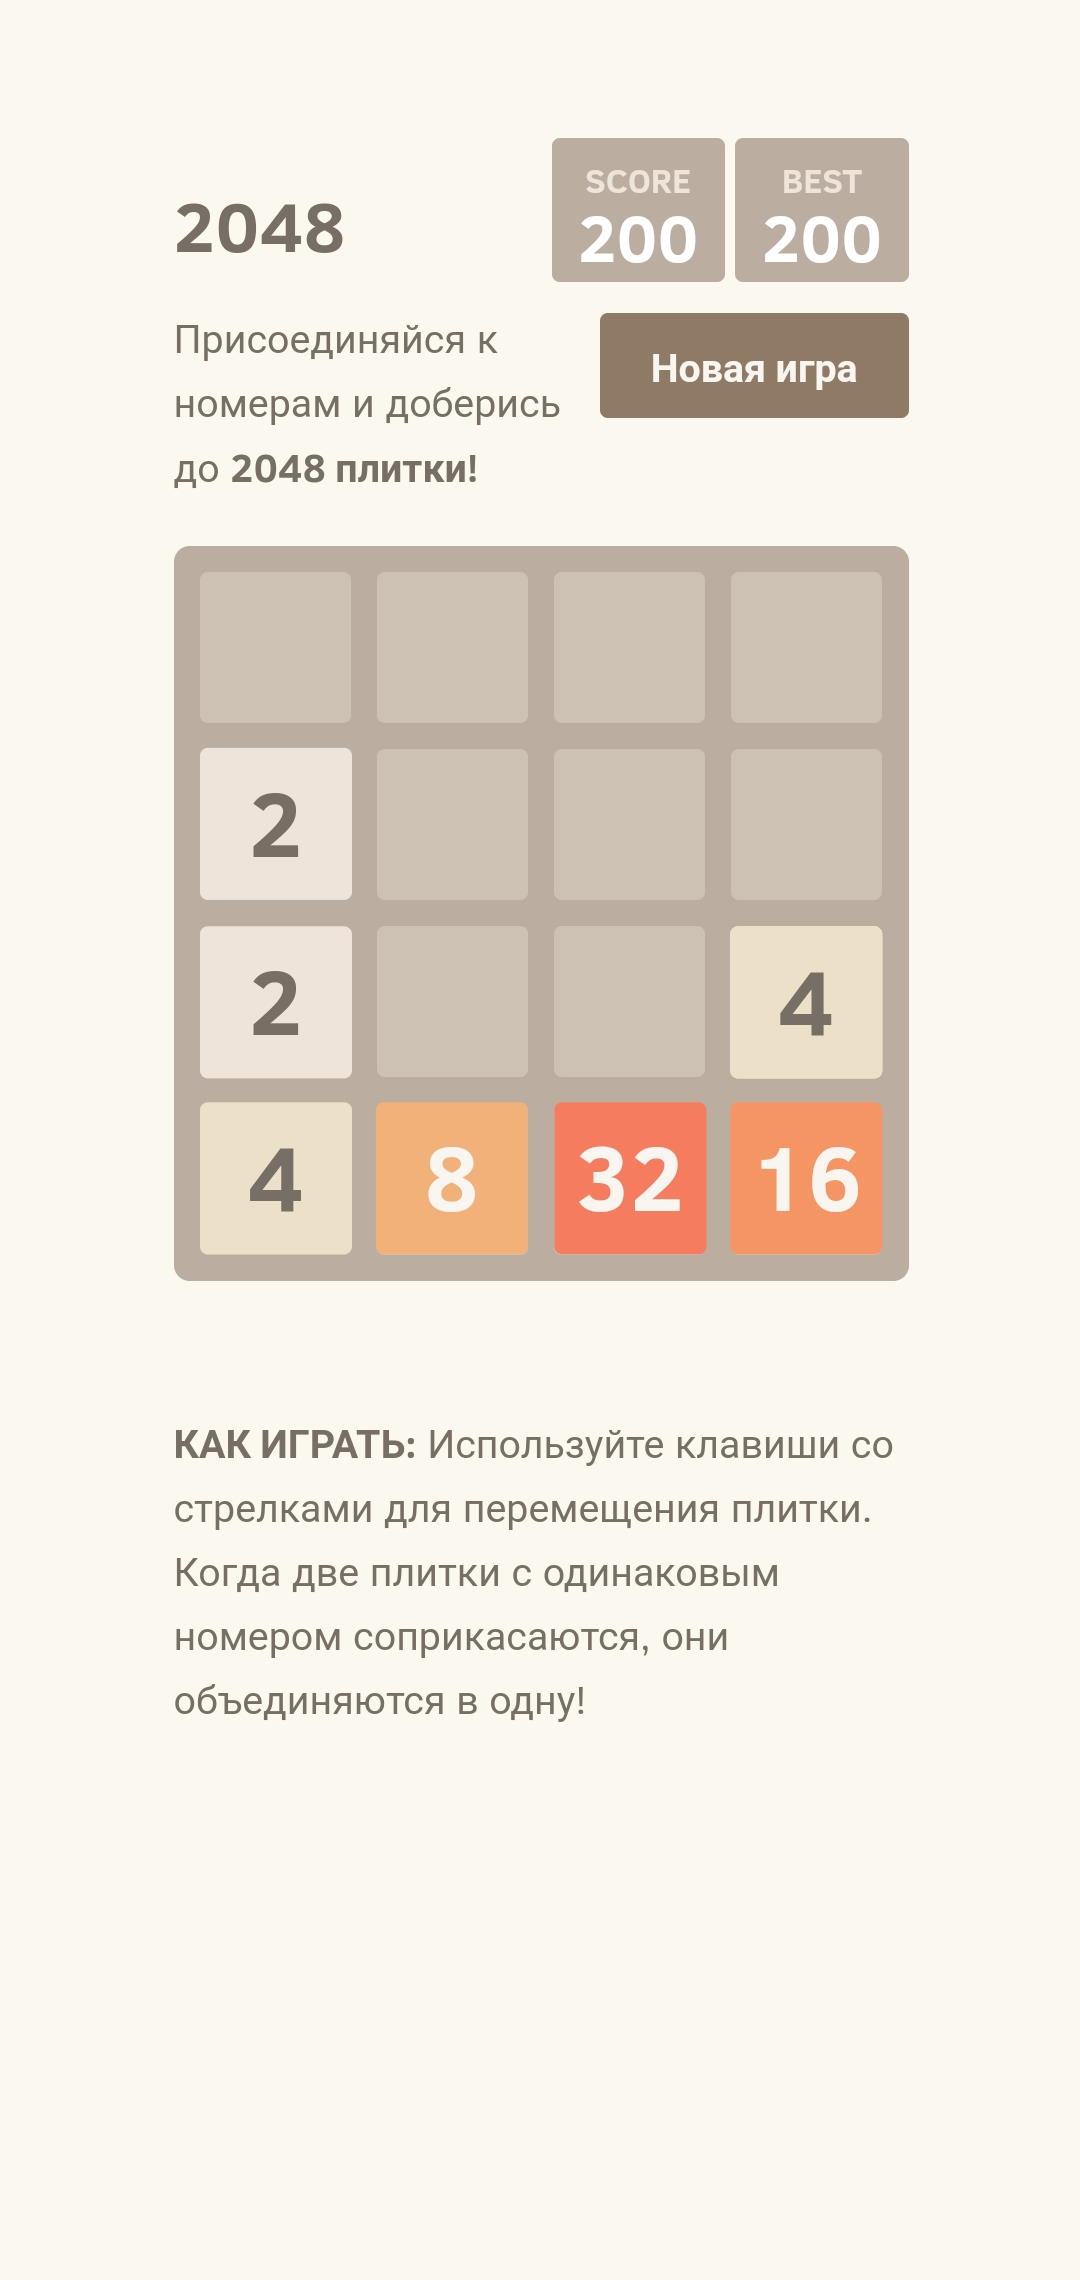 2048
SCORE
200
BEST
200
Присоединяйся к
номерам и доберись
до 2048 плитки!
Новая игра
2
2 4
4 8 32 16
КАК ИГРАТЬ: Используйте клавиши со
стрелками для перемещения плитки.
Когда две плитки с одинаковым
номером соприкасаются, они
объединяются в одну!